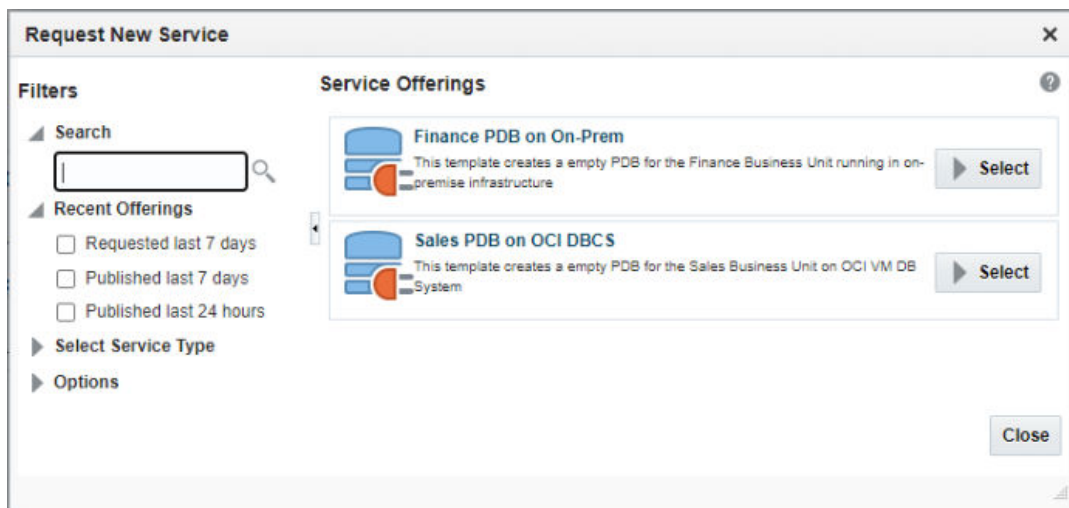 Request New Service
Filters
Search
Recent Offerings
Requested last 7 days
Published last 7 days
Published last 24 hours
Select Service Type
Options
Service Offerings
Finance PDB on On-Prem
This template creates a empty PDB for the Finance Business Unit running in on-
premise infrastructure
Select
Sales PDB on OCI DBCS
This template creates a empty PDB for the Sales Business Unit on OCI VM DB
System
Select
Close